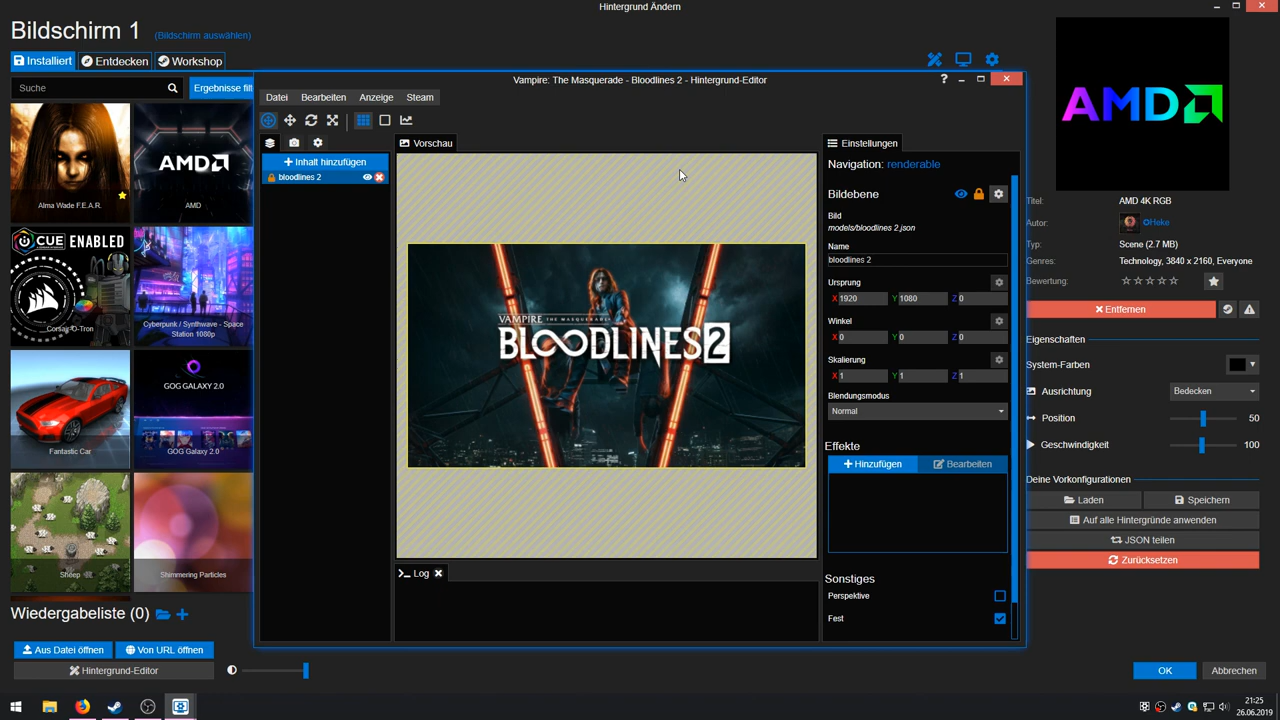 Hintergrund Ändern
Bildschirm 1 (Bildschirm auswählen)
Installiert Entdecken Workshop
Suche
Ergebnisse filt
Alma Wade F.E.A.R.
AMD
AMD
CUE ENABLED
Corsair-O-Tron
Cyberpunk / Synthwave - Space
Station 1080p
Fantastic Car
GOG GALAXY 2.0
GOG Galaxy 2.0
Sheep
Shimmering Particles
Wiedergabeliste (0)
Aus Datei öffnen Von URL öffnen
Hintergrund-Editor
Vampire: The Masquerade - Bloodlines 2 - Hintergrund-Editor
?
Datei Bearbeiten Anzeige Steam
Inhalt hinzufügen
bloodlines 2
Vorschau
VAMPIRE THE MASQUERADE
BLOODLINES 2
Log
Einstellungen
Navigation: renderable
Bildebene
Bild
models/bloodlines 2.json
Name
bloodlines 2
Ursprung
X 1920 Y 1080 Z 0
Winkel
X 0 Y 0 Z 0
Skalierung
X 1 Y 1 Z 1
Blendungsmodus
Normal
Effekte
Hinzufügen Bearbeiten
Sonstiges
Perspektive
Fest
AMD
Titel: AMD 4K RGB
Autor: Heke
Typ: Scene (2.7 MB)
Genres: Technology, 3840 x 2160, Everyone
Bewertung:
Entfernen
Eigenschaften
System-Farben
Ausrichtung Bedecken
Position 50
Geschwindigkeit 100
Deine Vorkonfigurationen
Laden Speichern
Auf alle Hintergründe anwenden
JSON teilen
Zurücksetzen
OK Abbrechen
21:25
26.06.2019